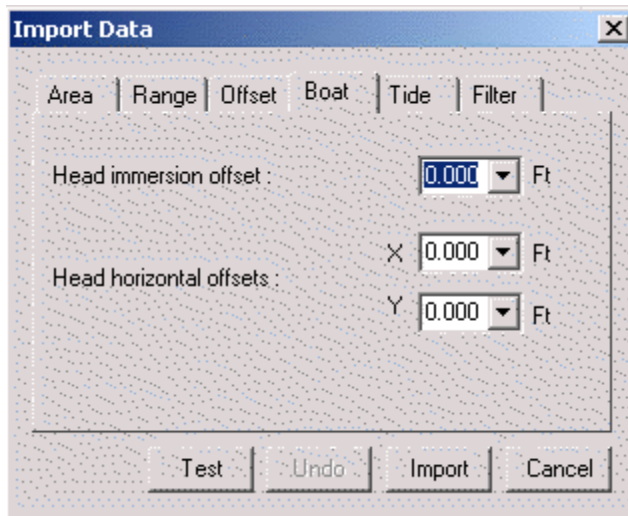 Import Data
Area Range Offset Boat Tide Filter
Head immersion offset : 0.000 Ft
X 0.000 Ft
Head horizontal offsets :
Y 0.000 Ft
Test Undo Import Cancel